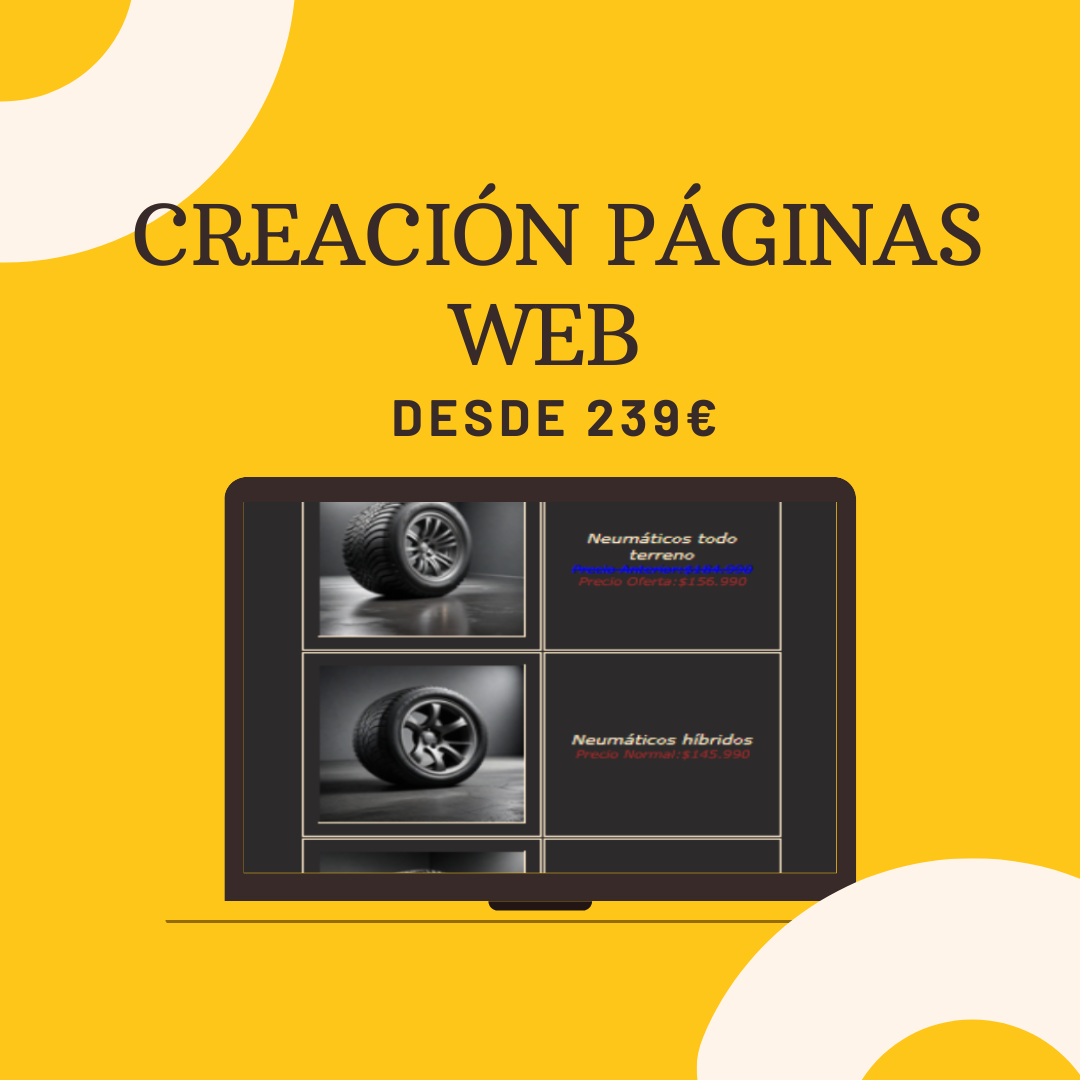 CREACIÓN PÁGINAS
WEB
DESDE 239€
Neumáticos todo
terreno
Precio Anterior:$184.990
Precio Oferta:$156.990
Neumáticos híbridos
Precio Normal:$145.990